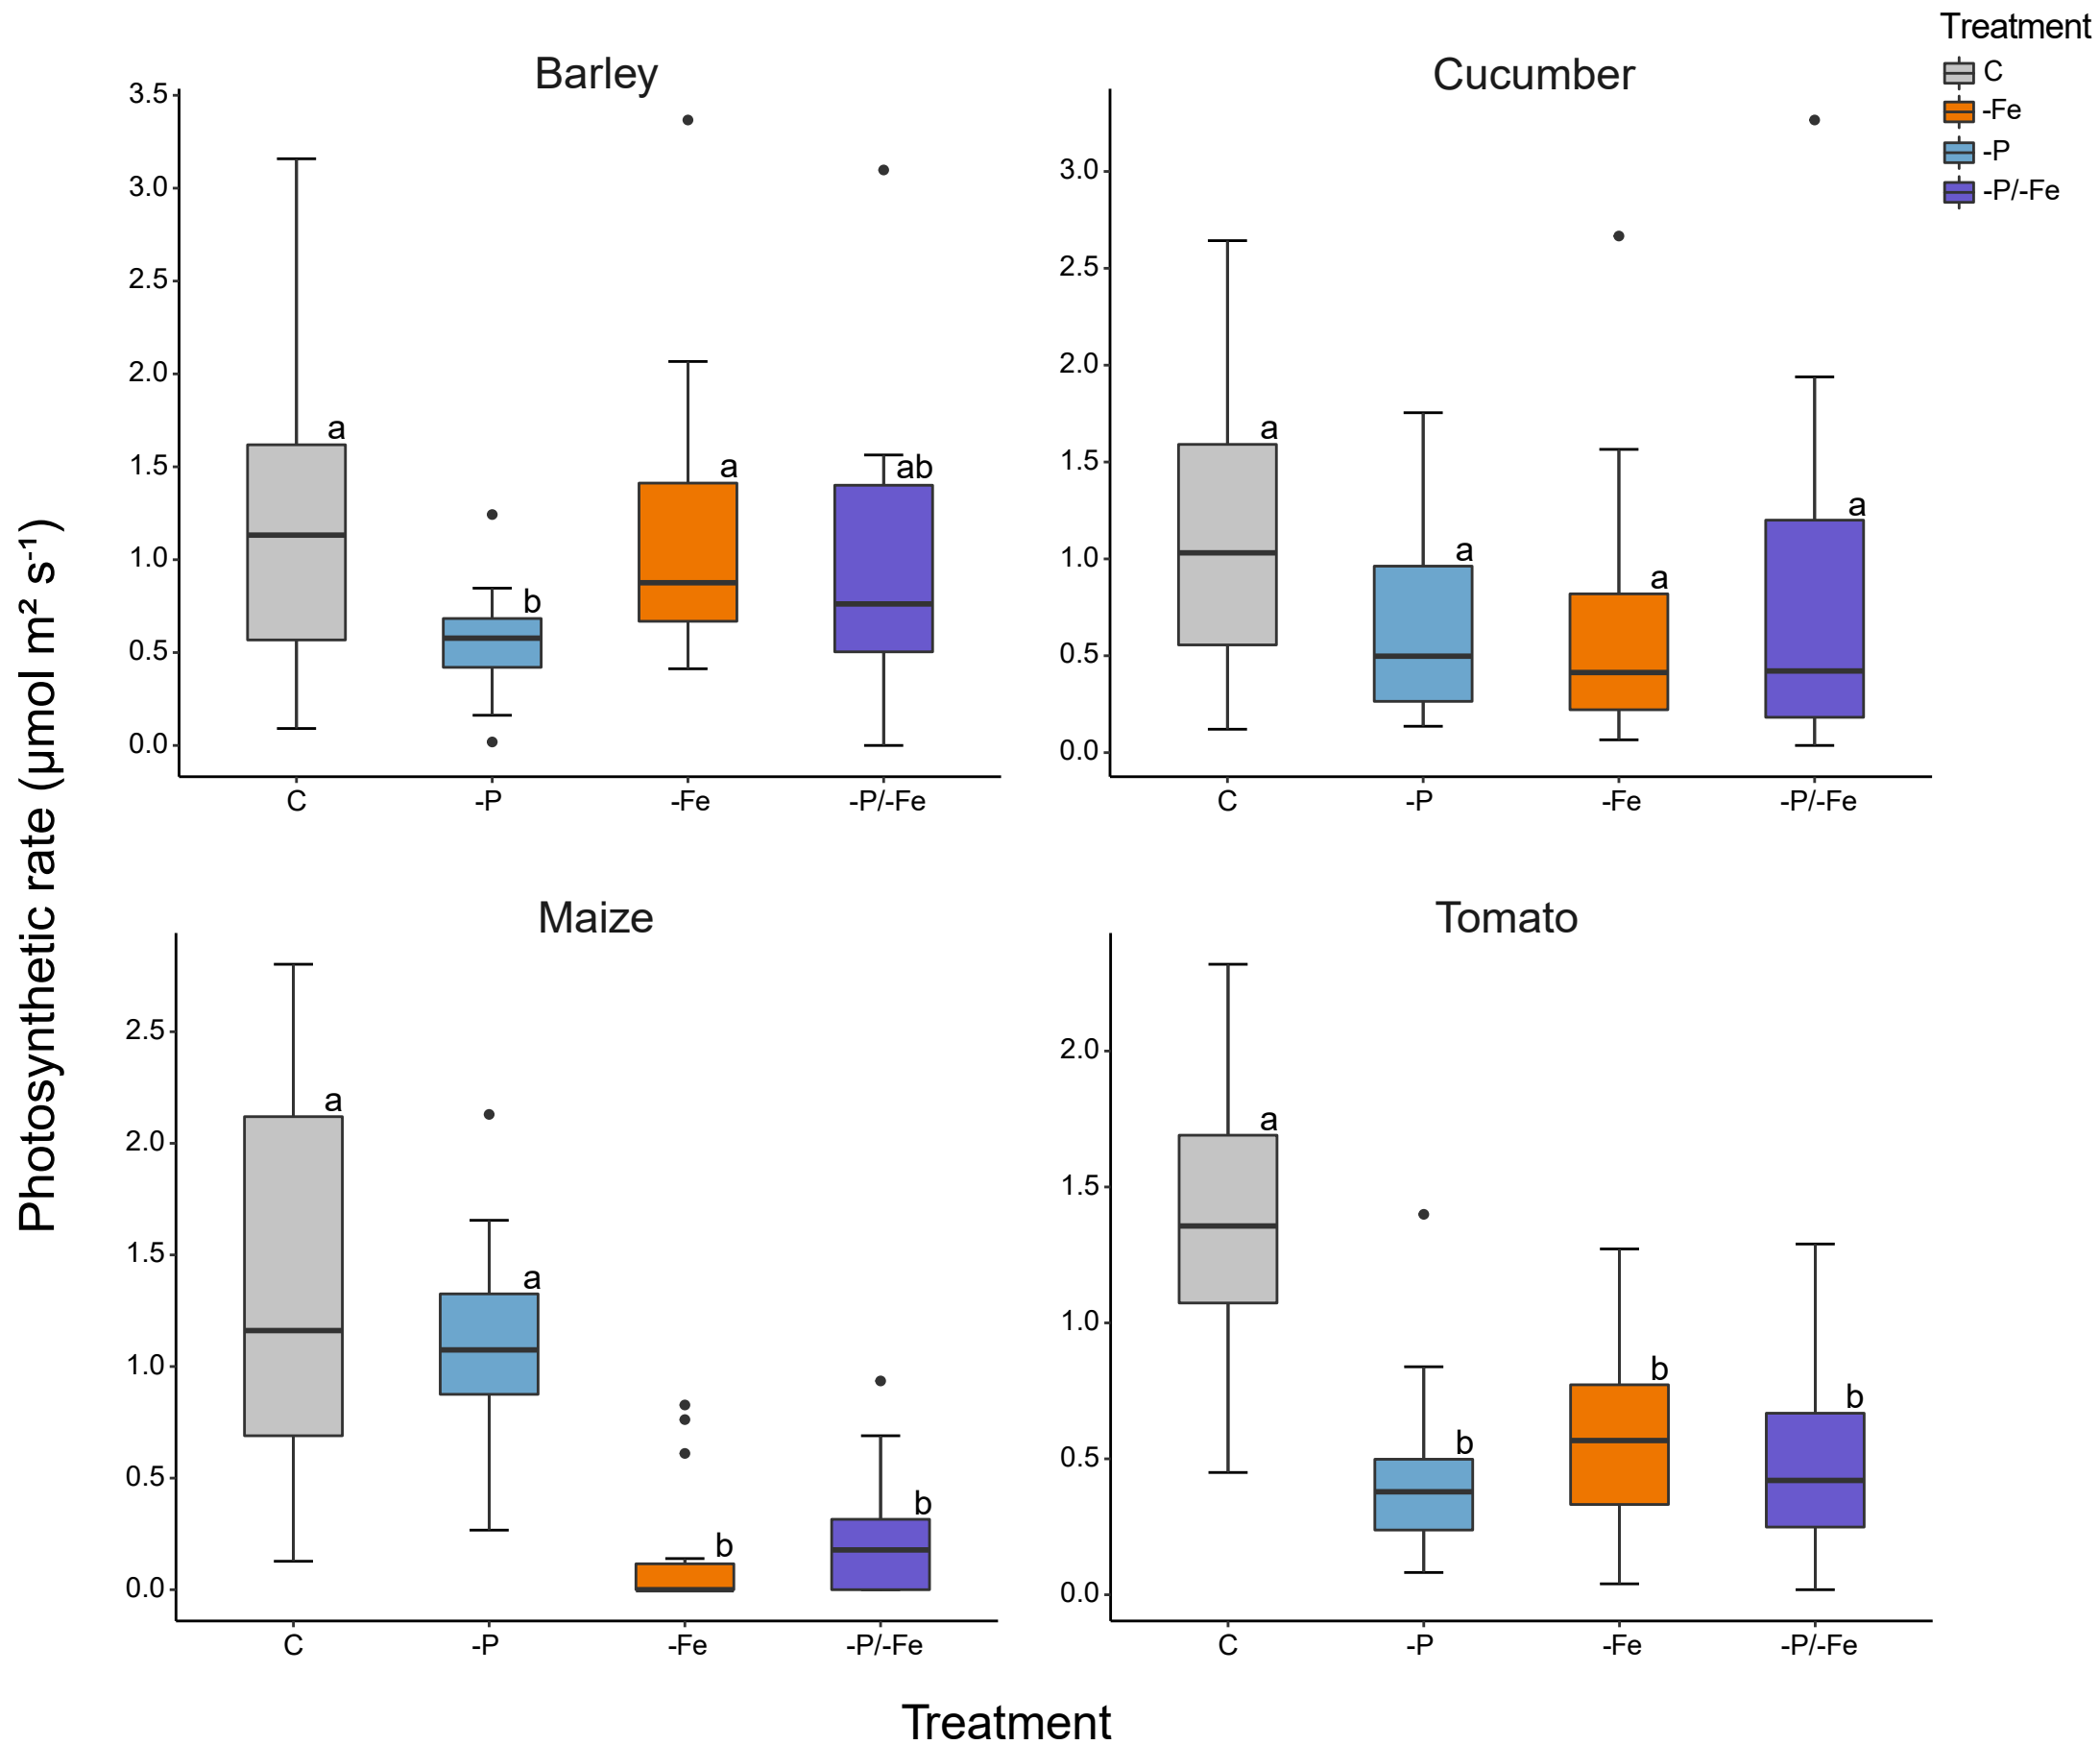 Treatment
C
-Fe
-P
-P/-Fe
Photosynthetic rate (µmol m² s⁻¹)
Barley
3.5
3.0
2.5
2.0
1.5
1.0
0.5
0.0
a
b
a
ab
C -P -Fe -P/-Fe
Cucumber
3.0
2.5
2.0
1.5
1.0
0.5
0.0
a
a
a
a
C -P -Fe -P/-Fe
Maize
2.5
2.0
1.5
1.0
0.5
0.0
a
a
b
b
C -P -Fe -P/-Fe
Tomato
2.0
1.5
1.0
0.5
0.0
a
b
b
b
C -P -Fe -P/-Fe
Treatment